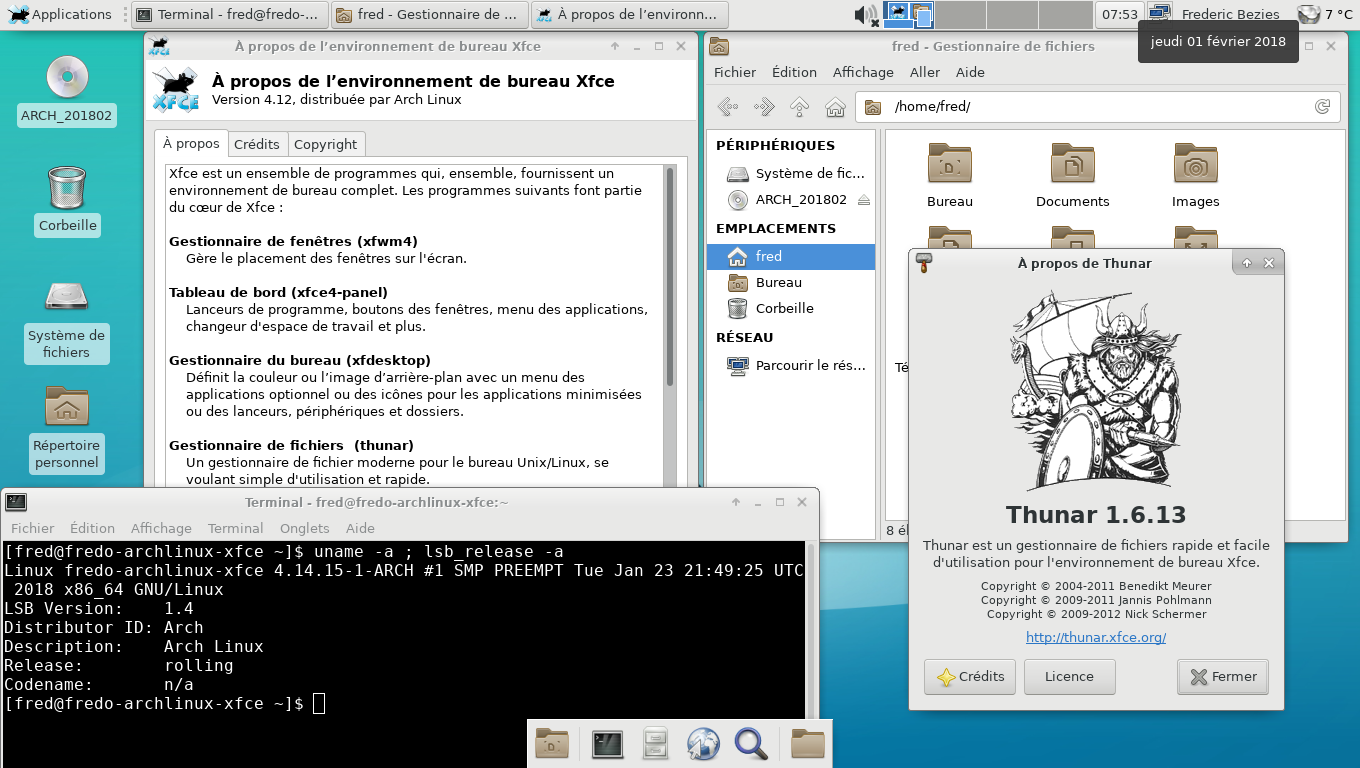 Applications
Terminal - fred@fredo-...
fred - Gestionnaire de ...
À propos de l’environn...
07:53
Frederic Bezies
7 °C
jeudi 01 février 2018
ARCH_201802
Corbeille
Système de
fichiers
Répertoire
personnel
À propos de l’environnement de bureau Xfce
XFCE
À propos de l’environnement de bureau Xfce
Version 4.12, distribuée par Arch Linux
À propos
Crédits
Copyright
Xfce est un ensemble de programmes qui, ensemble, fournissent un
environnement de bureau complet. Les programmes suivants font partie
du cœur de Xfce :
Gestionnaire de fenêtres (xfwm4)
Gère le placement des fenêtres sur l'écran.
Tableau de bord (xfce4-panel)
Lanceurs de programme, boutons des fenêtres, menu des applications,
changeur d'espace de travail et plus.
Gestionnaire du bureau (xfdesktop)
Définit la couleur ou l’image d’arrière-plan avec un menu des
applications optionnel ou des icônes pour les applications minimisées
ou des lanceurs, périphériques et dossiers.
Gestionnaire de fichiers  (thunar)
Un gestionnaire de fichier moderne pour le bureau Unix/Linux, se
voulant simple d'utilisation et rapide.
fred - Gestionnaire de fichiers
Fichier Édition Affichage Aller Aide
/home/fred/
PÉRIPHÉRIQUES
Système de fic...
ARCH_201802
EMPLACEMENTS
fred
Bureau
Corbeille
RÉSEAU
Parcourir le rés...
Bureau
Documents
Images
Té
8 él
À propos de Thunar
Thunar 1.6.13
Thunar est un gestionnaire de fichiers rapide et facile
d'utilisation pour l'environnement de bureau Xfce.
Copyright © 2004-2011 Benedikt Meurer
Copyright © 2009-2011 Jannis Pohlmann
Copyright © 2009-2012 Nick Schermer
http://thunar.xfce.org/
Crédits
Licence
Fermer
Terminal - fred@fredo-archlinux-xfce:~
Fichier Édition Affichage Terminal Onglets Aide
[fred@fredo-archlinux-xfce ~]$ uname -a ; lsb_release -a
Linux fredo-archlinux-xfce 4.14.15-1-ARCH #1 SMP PREEMPT Tue Jan 23 21:49:25 UTC
2018 x86_64 GNU/Linux
LSB Version:    1.4
Distributor ID: Arch
Description:    Arch Linux
Release:        rolling
Codename:       n/a
[fred@fredo-archlinux-xfce ~]$